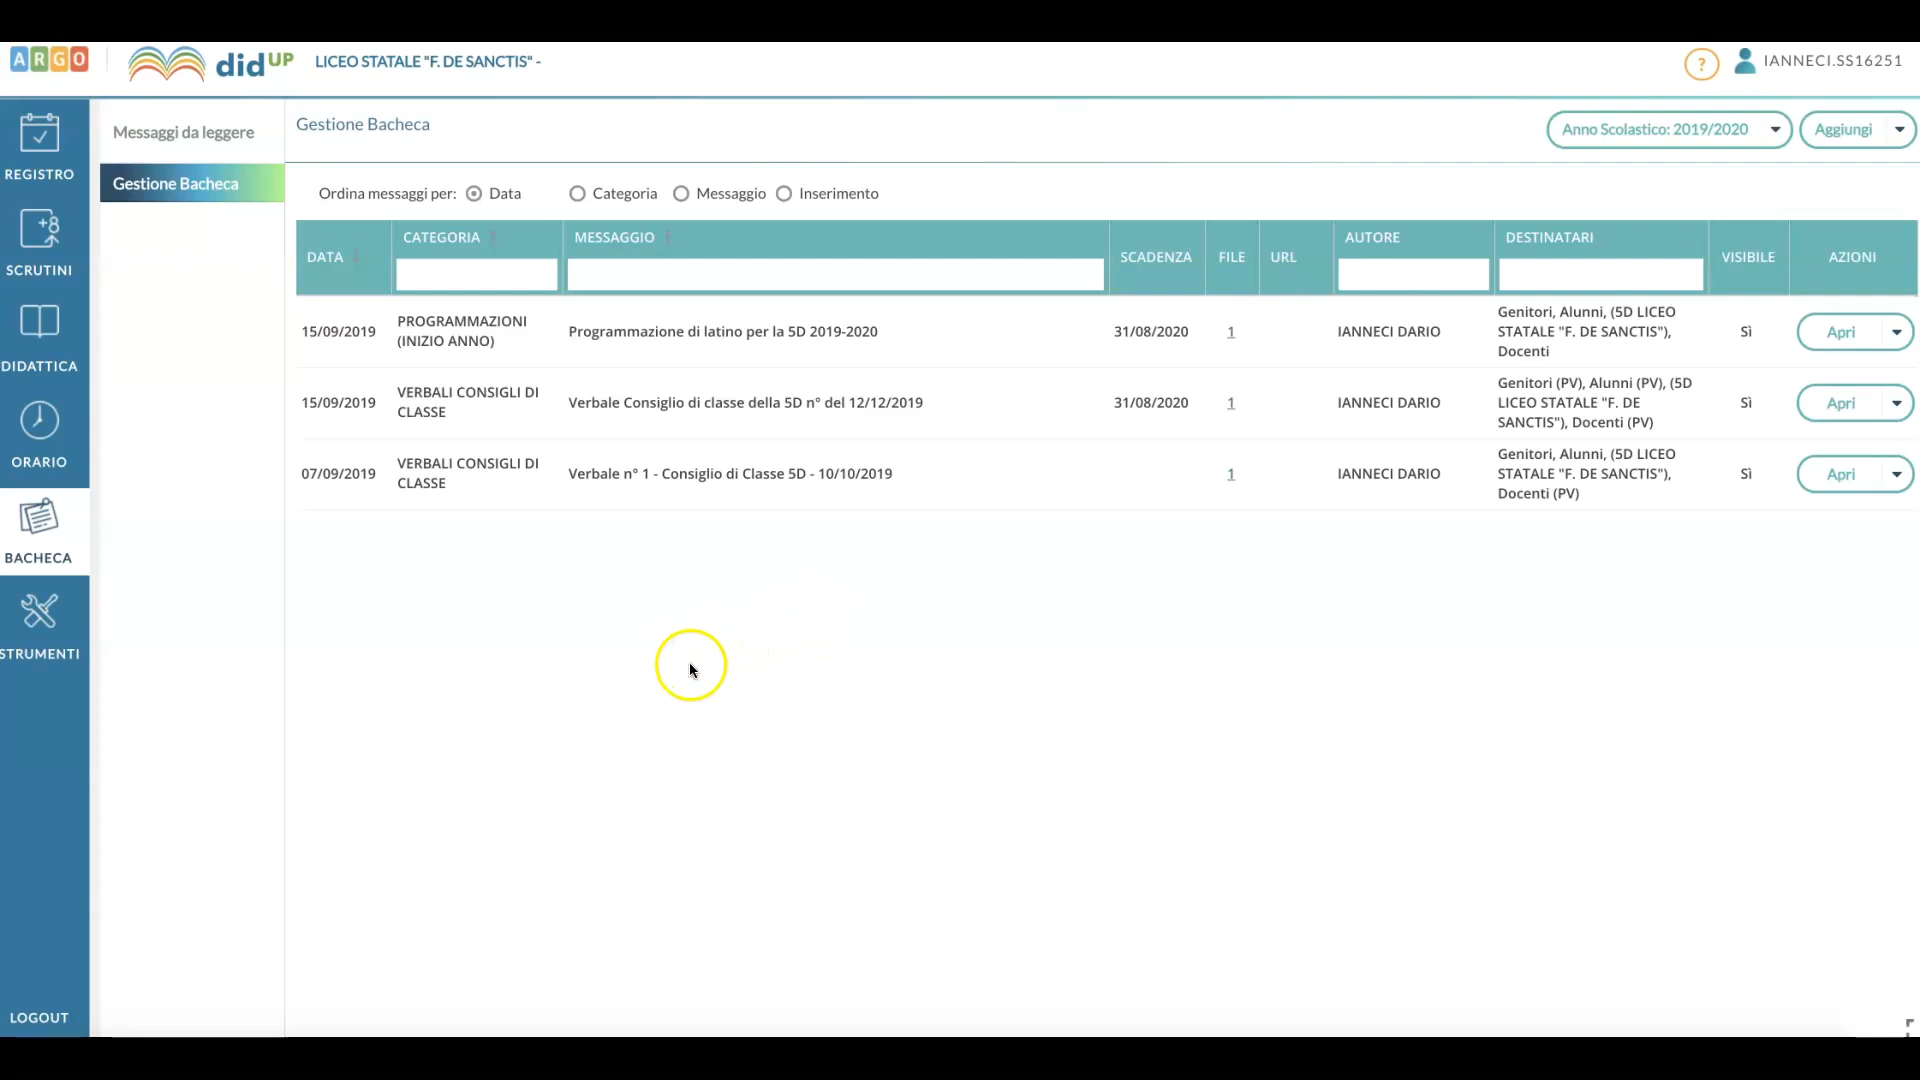 ARGO
didUP
LICEO STATALE "F. DE SANCTIS" -
?
IANNECI.SS16251
REGISTRO
SCRUTINI
DIDATTICA
ORARIO
BACHECA
STRUMENTI
LOGOUT
Messaggi da leggere
Gestione Bacheca
Gestione Bacheca
Anno Scolastico: 2019/2020
Aggiungi
Ordina messaggi per: Data Categoria Messaggio Inserimento
DATA CATEGORIA MESSAGGIO SCADENZA FILE URL AUTORE DESTINATARI VISIBILE AZIONI
15/09/2019
PROGRAMMAZIONI
(INIZIO ANNO)
Programmazione di latino per la 5D 2019-2020
31/08/2020
1
IANNECI DARIO
Genitori, Alunni, (5D LICEO
STATALE "F. DE SANCTIS"),
Docenti
Sì
Apri
15/09/2019
VERBALI CONSIGLI DI
CLASSE
Verbale Consiglio di classe della 5D n° del 12/12/2019
31/08/2020
1
IANNECI DARIO
Genitori (PV), Alunni (PV), (5D
LICEO STATALE "F. DE
SANCTIS"), Docenti (PV)
Sì
Apri
07/09/2019
VERBALI CONSIGLI DI
CLASSE
Verbale n° 1 - Consiglio di Classe 5D - 10/10/2019
1
IANNECI DARIO
Genitori, Alunni, (5D LICEO
STATALE "F. DE SANCTIS"),
Docenti (PV)
Sì
Apri